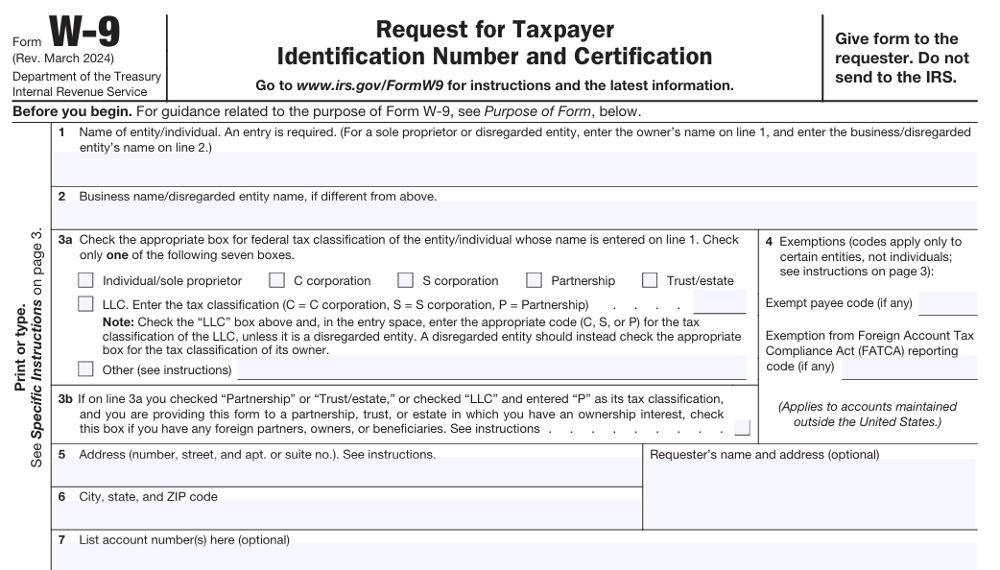 Form W-9
(Rev. March 2024)
Department of the Treasury
Internal Revenue Service
Request for Taxpayer
Identification Number and Certification
Go to www.irs.gov/FormW9 for instructions and the latest information.
Give form to the
requester. Do not
send to the IRS.
Before you begin. For guidance related to the purpose of Form W-9, see Purpose of Form, below.
Print or type.
See Specific Instructions on page 3.
1 Name of entity/individual. An entry is required. (For a sole proprietor or disregarded entity, enter the owner’s name on line 1, and enter the business/disregarded
entity’s name on line 2.)
2 Business name/disregarded entity name, if different from above.
3a Check the appropriate box for federal tax classification of the entity/individual whose name is entered on line 1. Check
only one of the following seven boxes.
Individual/sole proprietor C corporation S corporation Partnership Trust/estate
LLC. Enter the tax classification (C = C corporation, S = S corporation, P = Partnership) . . . .
Note: Check the “LLC” box above and, in the entry space, enter the appropriate code (C, S, or P) for the tax
classification of the LLC, unless it is a disregarded entity. A disregarded entity should instead check the appropriate
box for the tax classification of its owner.
Other (see instructions)
3b If on line 3a you checked “Partnership” or “Trust/estate,” or checked “LLC” and entered “P” as its tax classification,
and you are providing this form to a partnership, trust, or estate in which you have an ownership interest, check
this box if you have any foreign partners, owners, or beneficiaries. See instructions . . . . . . . . .
4 Exemptions (codes apply only to
certain entities, not individuals;
see instructions on page 3):
Exempt payee code (if any)
Exemption from Foreign Account Tax
Compliance Act (FATCA) reporting
code (if any)
(Applies to accounts maintained
outside the United States.)
5 Address (number, street, and apt. or suite no.). See instructions.
Requester’s name and address (optional)
6 City, state, and ZIP code
7 List account number(s) here (optional)